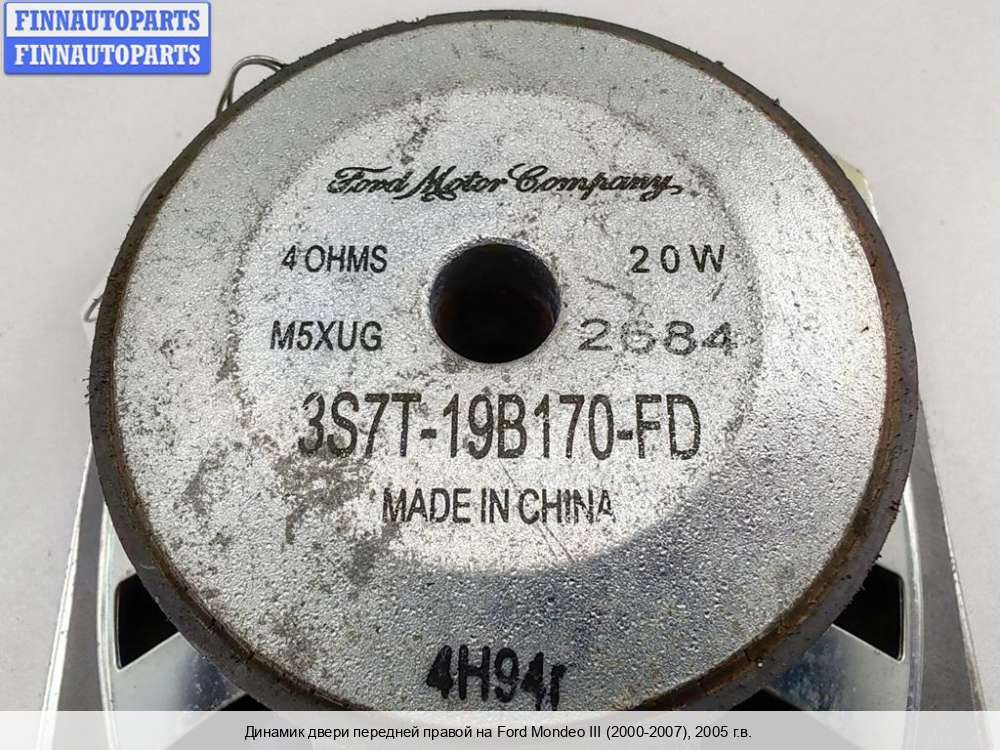 FINNAUTOPARTS
FINNAUTOPARTS
Ford Motor Company
4 OHMS 20W
M5XUG 2684
3S7T-19B170-FD
MADE IN CHINA
4H94r
Динамик двери передней правой на Ford Mondeo III (2000-2007), 2005 г.в.